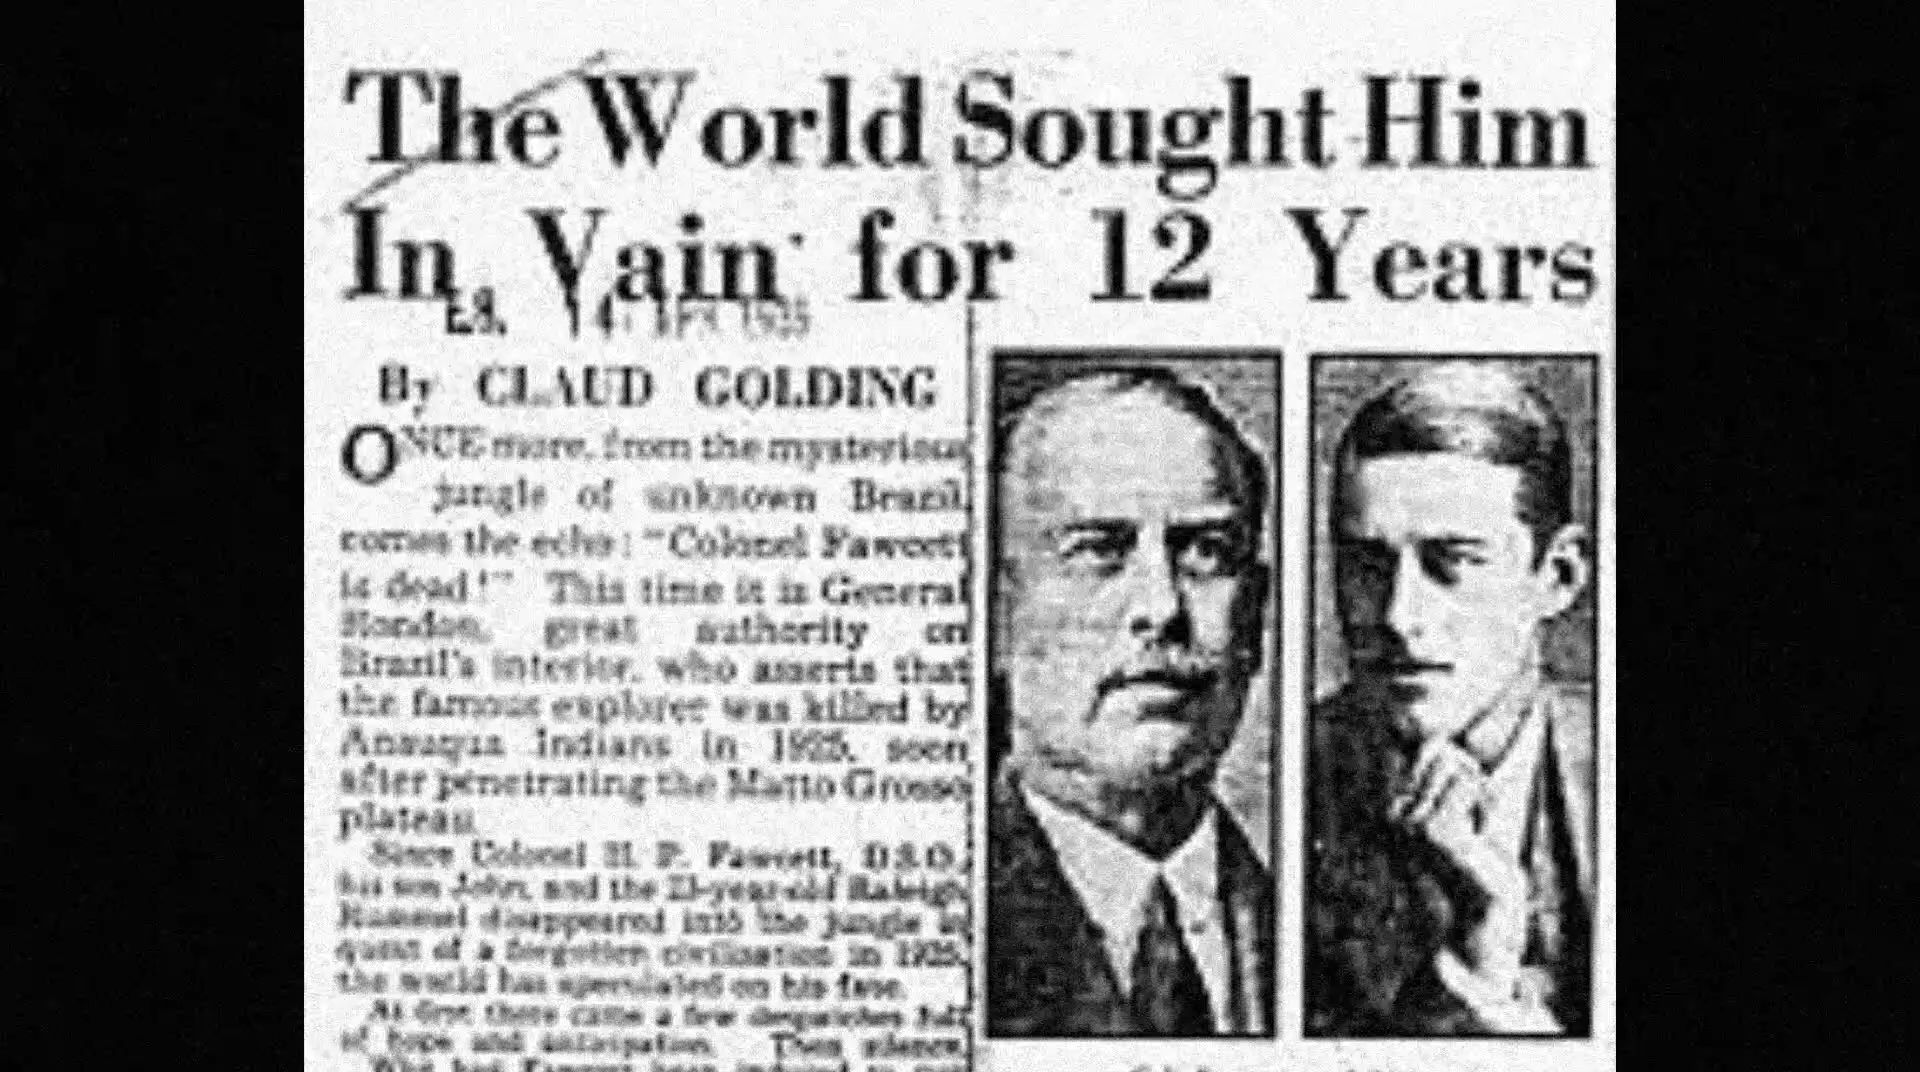 The World Sought Him
In Vain for 12 Years
By CLAUD GOLDING
ONCE more, from the mysterious
jungle of unknown Brazil,
comes the echo: "Colonel Fawcett
is dead!" This time it is General
Rondon, great authority on
Brazil's interior, who asserts that
the famous explorer was killed by
Anauqua Indians in 1925, soon
after penetrating the Matto Grosso
plateau.
Since Colonel P. Fawcett, D.S.O.,
his son John, and the 23-year-old Raleigh
disappeared into the jungle in
quest of a forgotten civilisation in 1925,
the world has speculated on his fate.
At first there came a few despatches full
of hope and anticipation. Then silence.